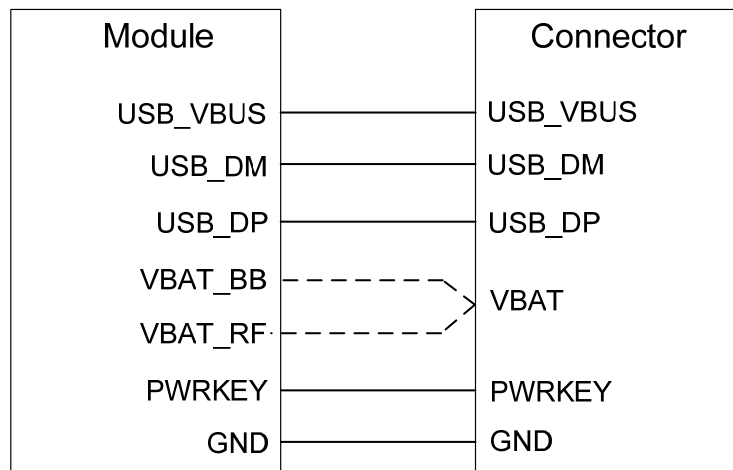 Module
Connector
USB_VBUS
USB_VBUS
USB_DM
USB_DM
USB_DP
USB_DP
VBAT_BB
VBAT
VBAT_RF
PWRKEY
PWRKEY
GND
GND